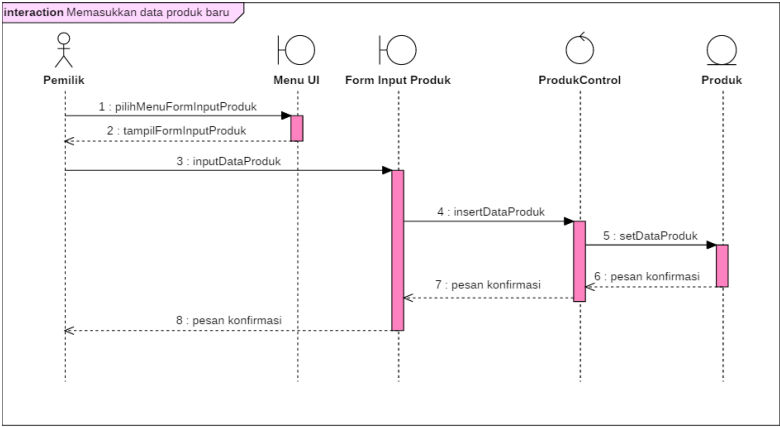 interaction Memasukkan data produk baru
Pemilik
Menu UI
Form Input Produk
ProdukControl
Produk
1 : pilihMenuFormInputProduk
2 : tampilFormInputProduk
3 : inputDataProduk
4 : insertDataProduk
5 : setDataProduk
6 : pesan konfirmasi
7 : pesan konfirmasi
8 : pesan konfirmasi